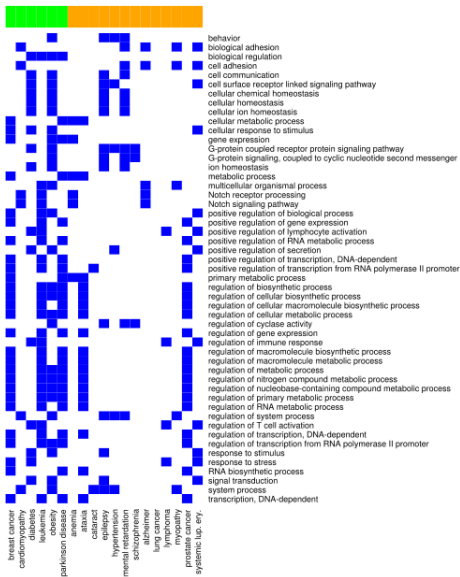 behavior
biological adhesion
biological regulation
cell adhesion
cell communication
cell surface receptor linked signaling pathway
cellular chemical homeostasis
cellular homeostasis
cellular ion homeostasis
cellular metabolic process
cellular response to stimulus
gene expression
G-protein coupled receptor protein signaling pathway
G-protein signaling, coupled to cyclic nucleotide second messenger
ion homeostasis
metabolic process
multicellular organismal process
Notch receptor processing
Notch signaling pathway
positive regulation of biological process
positive regulation of gene expression
positive regulation of lymphocyte activation
positive regulation of RNA metabolic process
positive regulation of secretion
positive regulation of transcription, DNA-dependent
positive regulation of transcription from RNA polymerase II promoter
primary metabolic process
regulation of biosynthetic process
regulation of cellular biosynthetic process
regulation of cellular macromolecule biosynthetic process
regulation of cellular metabolic process
regulation of cyclase activity
regulation of gene expression
regulation of immune response
regulation of macromolecule biosynthetic process
regulation of macromolecule metabolic process
regulation of metabolic process
regulation of nitrogen compound metabolic process
regulation of nucleobase-containing compound metabolic process
regulation of primary metabolic process
regulation of RNA metabolic process
regulation of system process
regulation of T cell activation
regulation of transcription, DNA-dependent
regulation of transcription from RNA polymerase II promoter
response to stimulus
response to stress
RNA biosynthetic process
signal transduction
system process
transcription, DNA-dependent
breast cancer
cardiomyopathy
diabetes
leukemia
obesity
parkinson disease
anemia
ataxia
cataract
epilepsy
hypertension
mental retardation
schizophrenia
alzheimer
lung cancer
lymphoma
myopathy
prostate cancer
systemic lup. ery.